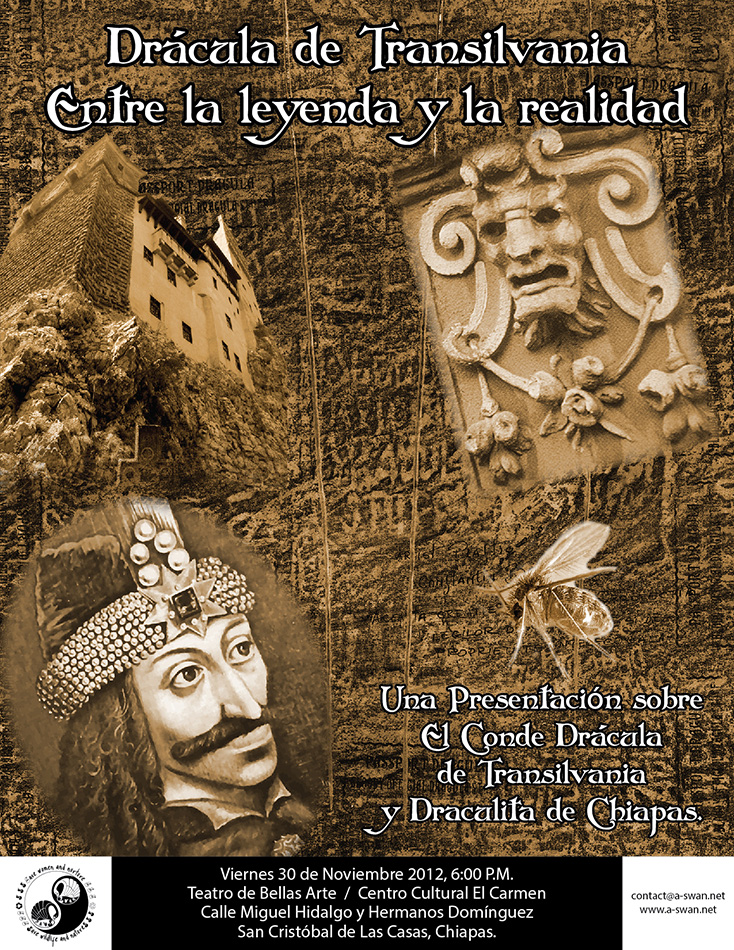 Drácula de Transilvania
Entre la leyenda y la realidad
PASSPORT DRACULA
Una Presentación sobre
El Conde Drácula
de Transilvania
y Draculita de Chiapas.
Viernes 30 de Noviembre 2012, 6:00 P.M.
Teatro de Bellas Arte / Centro Cultural El Carmen
Calle Miguel Hidalgo y Hermanos Domínguez
San Cristóbal de Las Casas, Chiapas.
contact@a-swan.net
www.a-swan.net